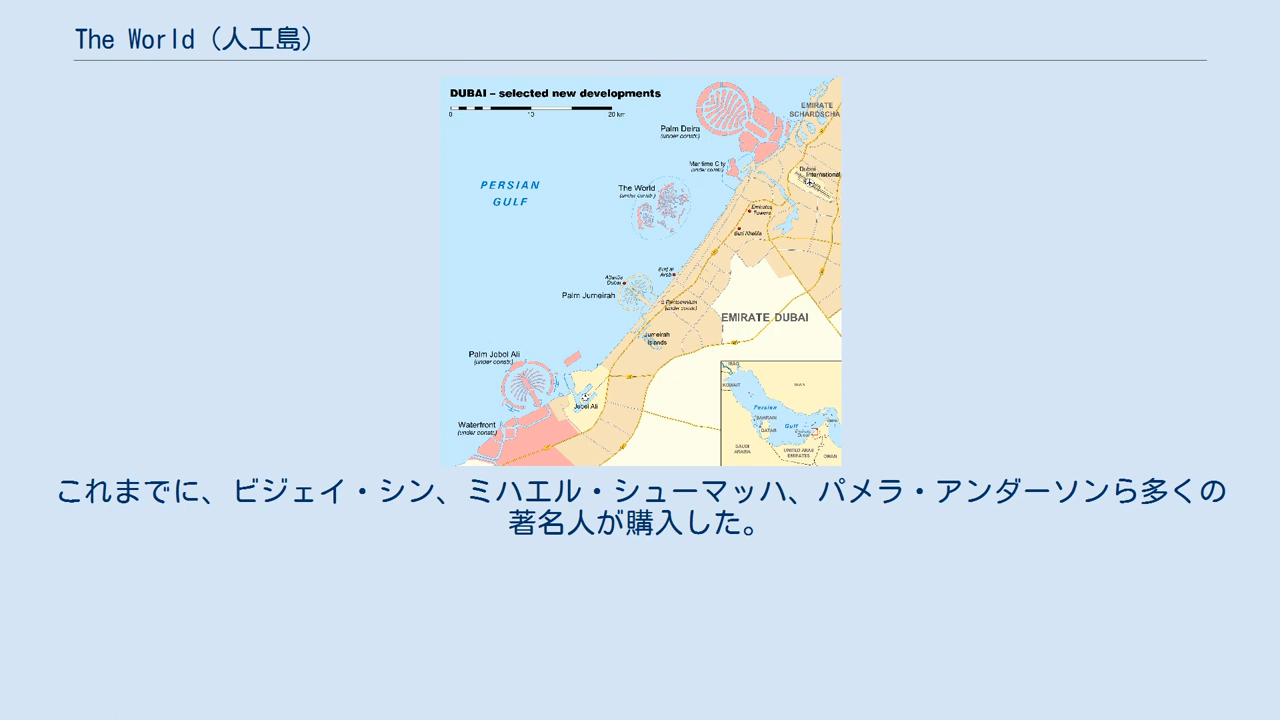 The World (人工島)
DUBAI – selected new developments
0 10 20 km
EMIRATE
SCHARDSCHA
Palm Deira
(under constr.)
Maritime City
(under constr.)
Dubai
International
PERSIAN
GULF
The World
(under constr.)
Emirates
Towers
Burj Khalifa
Burj al
Arab
Atlantis
Dubai
Palm Jumeirah
(under constr.)
EMIRATE DUBAI
Jumeirah
Islands
Palm Jebel Ali
(under constr.)
Jebel Ali
Waterfront
(under constr.)
IRAQ
KUWAIT
IRAN
Persian
Gulf
BAHRAIN
QATAR
SAUDI
ARABIA
UNITED ARAB
EMIRATES
OMAN
これまでに、ビジェイ・シン、ミハエル・シューマッハ、パメラ・アンダーソンら多くの
著名人が購入した。